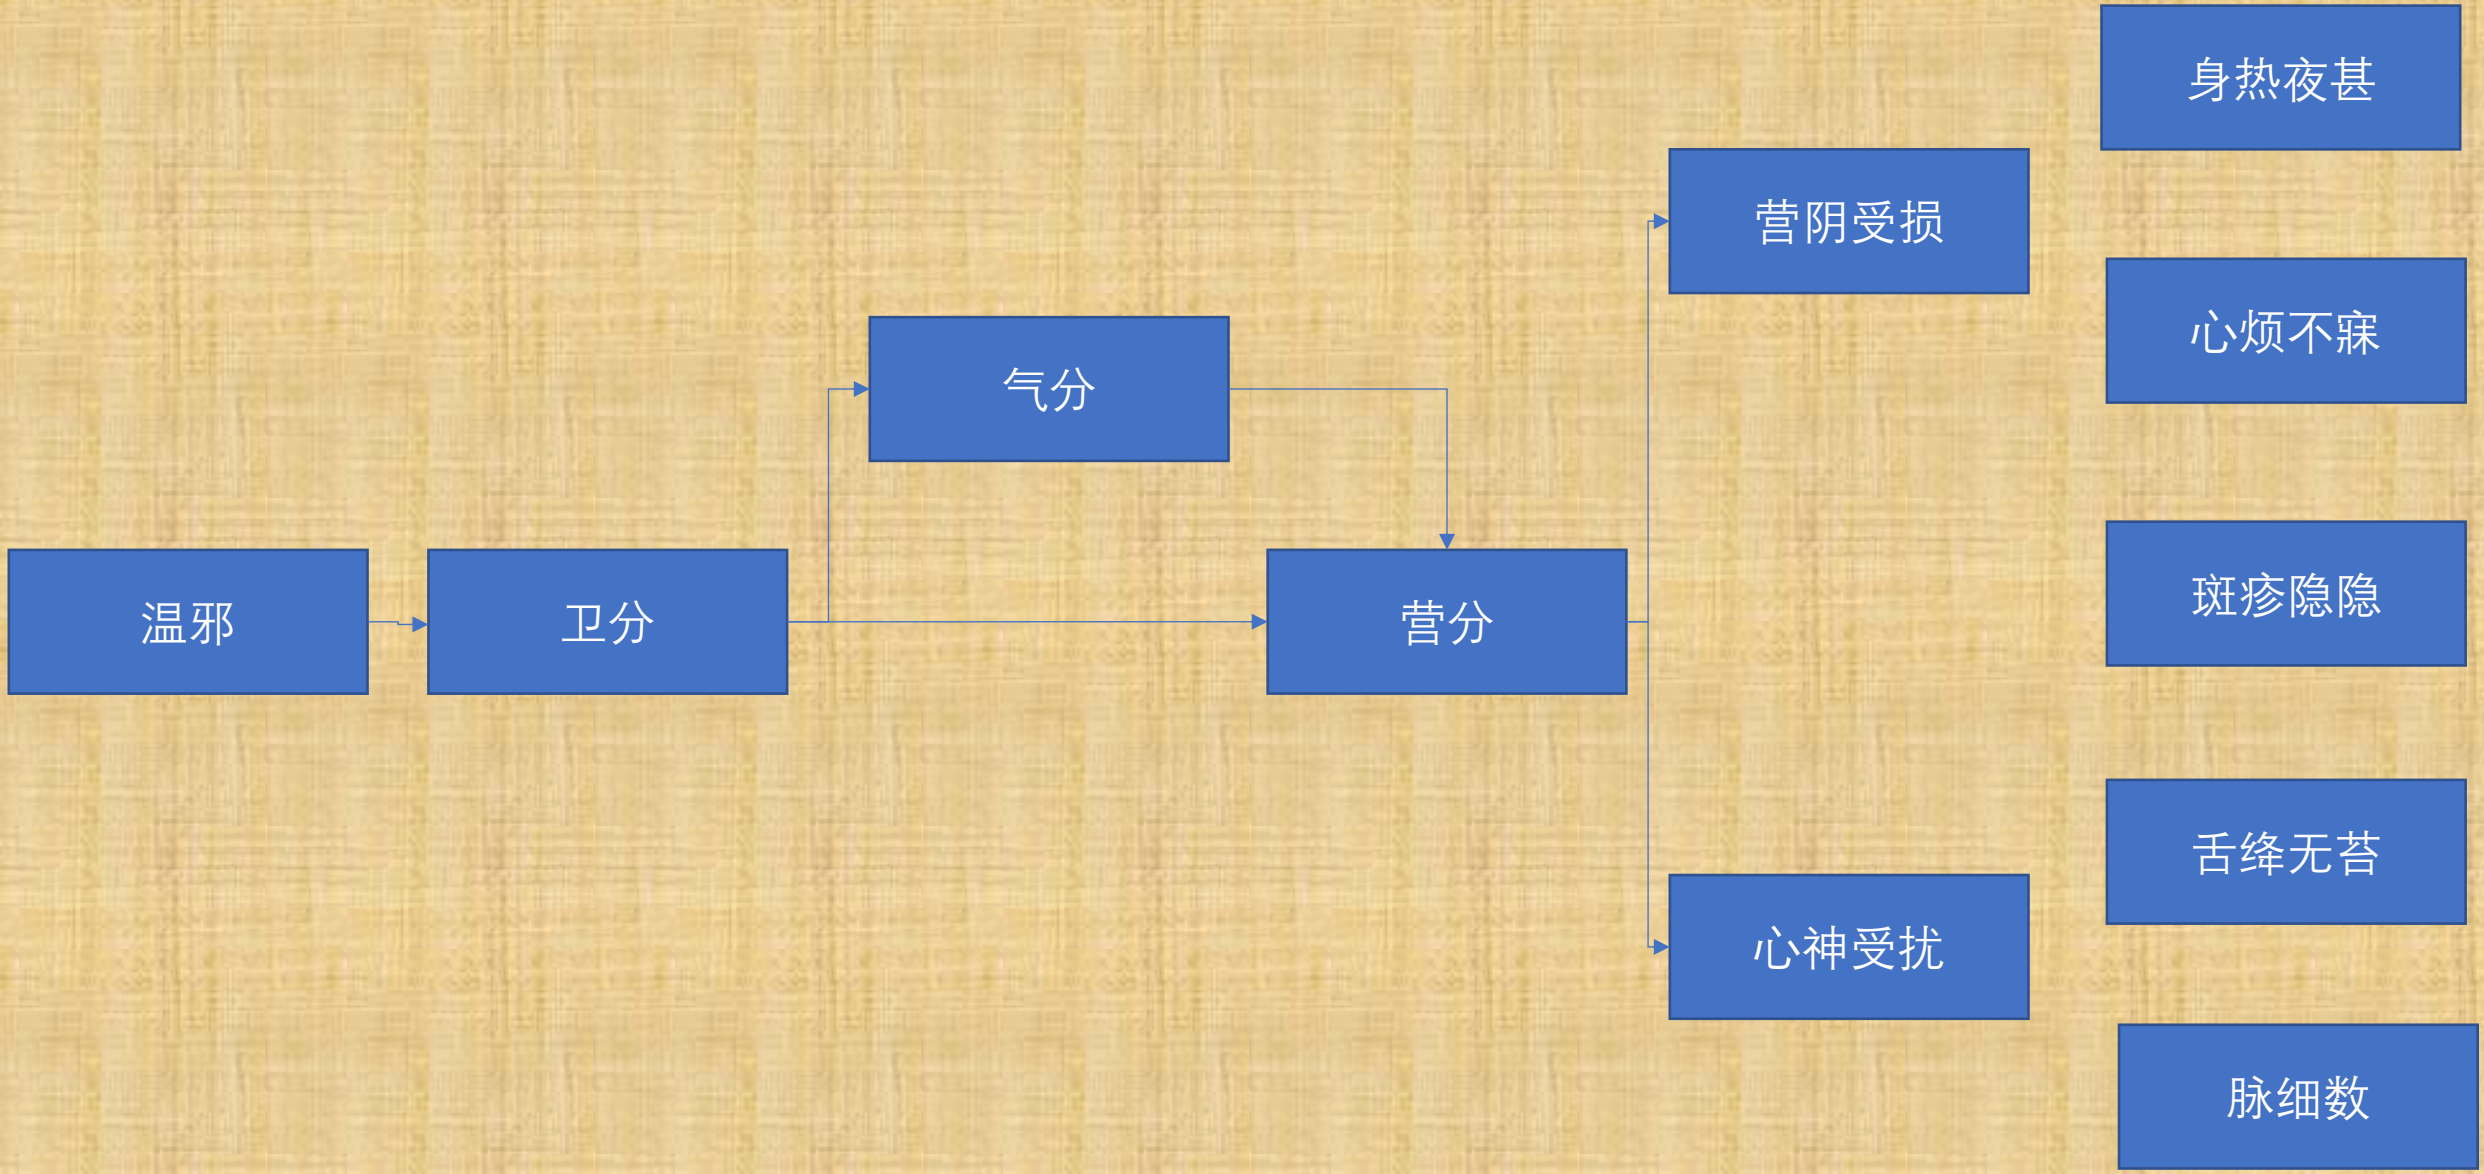 温邪
卫分
气分
营分
营阴受损
心神受扰
身热夜甚
心烦不寐
斑疹隐隐
舌绛无苔
脉细数